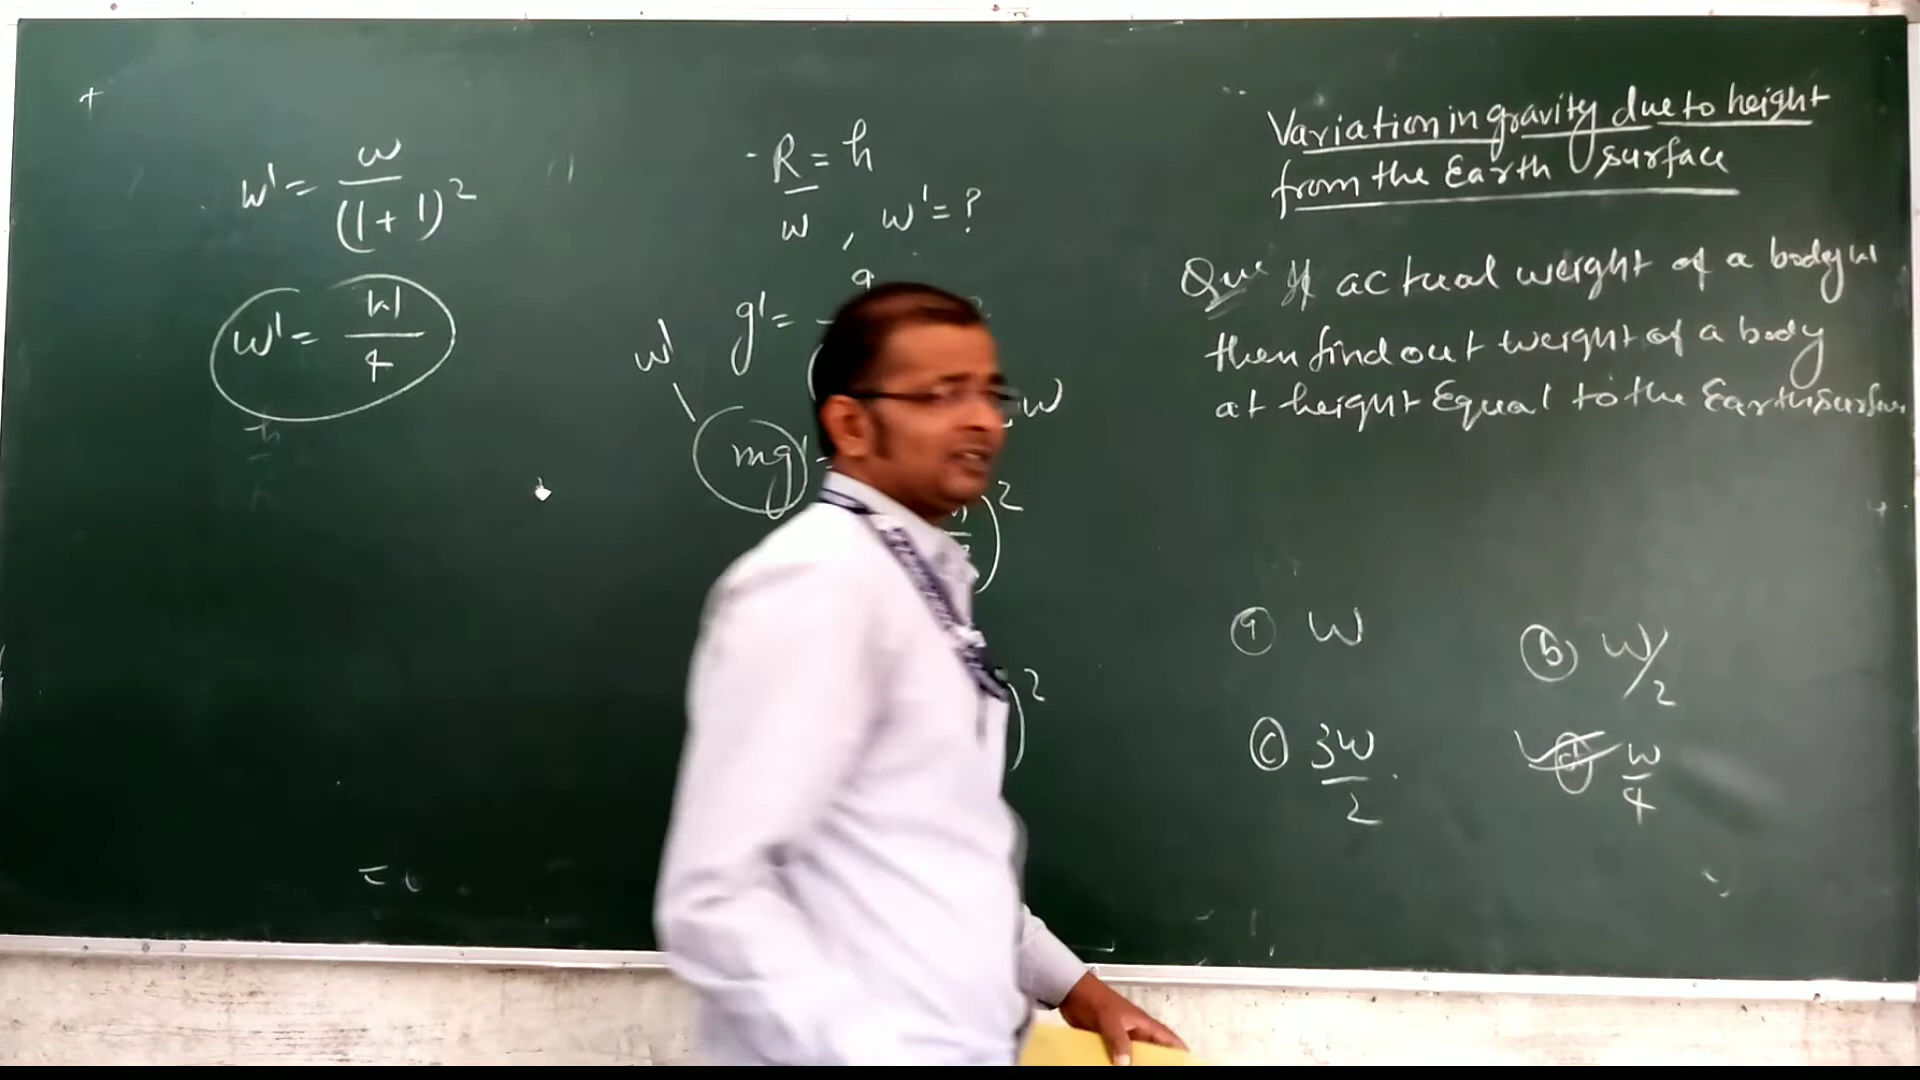 w' = w / (1+1)²
w' = w / 4
R = h
w , w' = ?
g' =
w'
mg'
w
)²
)²
Variation in gravity due to height
from the Earth surface
Que If actual weight of a body w
then find out weight of a body
at height Equal to the Earth surface
(a) w
(b) w/2
(c) 3w / 2
(d) w / 4